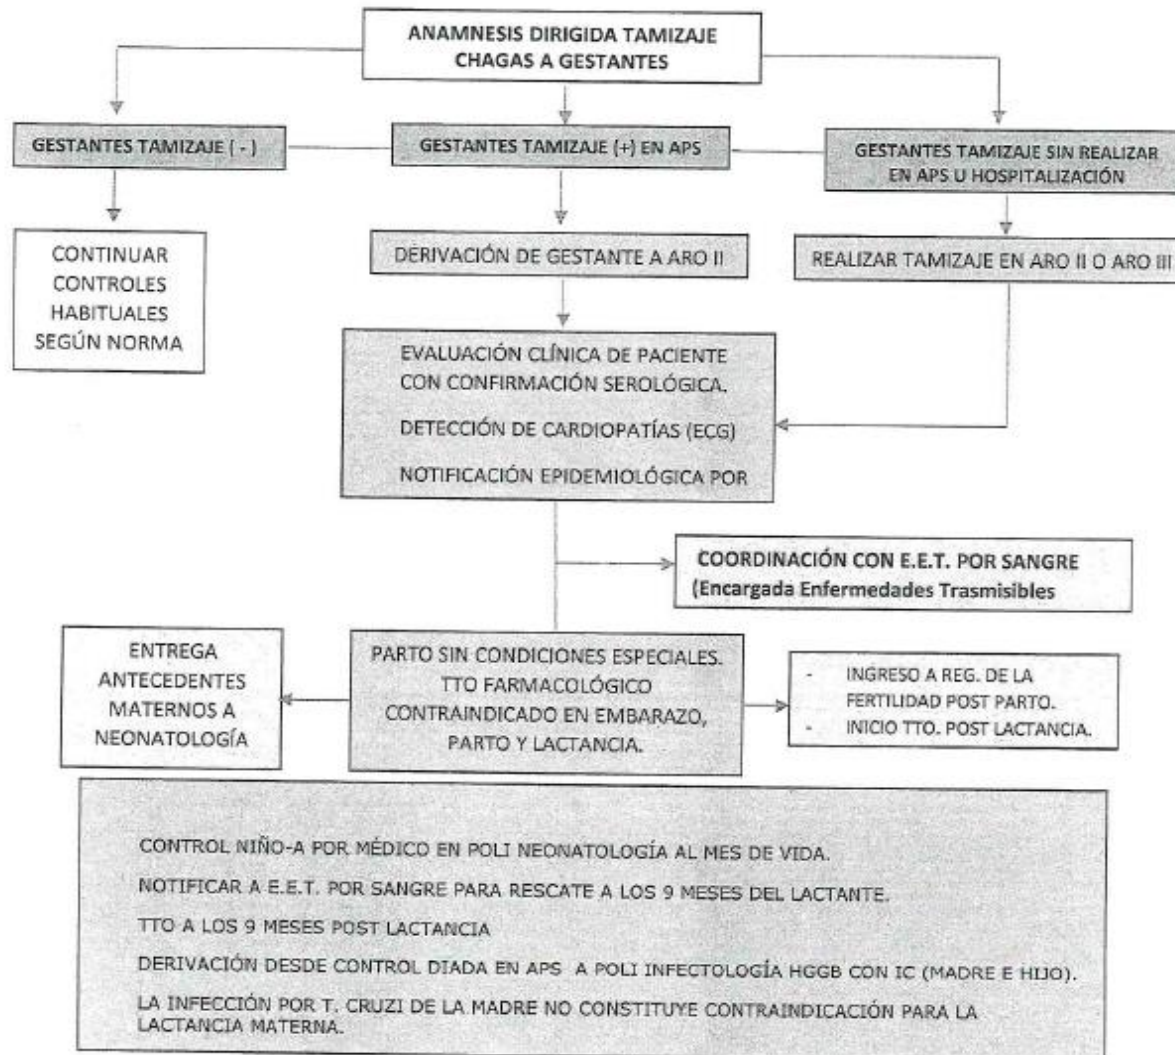 ANAMNESIS DIRIGIDA TAMIZAJE
CHAGAS A GESTANTES
GESTANTES TAMIZAJE ( - )
GESTANTES TAMIZAJE (+) EN APS
GESTANTES TAMIZAJE SIN REALIZAR
EN APS U HOSPITALIZACIÓN
CONTINUAR
CONTROLES
HABITUALES
SEGÚN NORMA
DERIVACIÓN DE GESTANTE A ARO II
REALIZAR TAMIZAJE EN ARO II O ARO III
EVALUACIÓN CLÍNICA DE PACIENTE
CON CONFIRMACIÓN SEROLÓGICA.
DETECCIÓN DE CARDIOPATÍAS (ECG)
NOTIFICACIÓN EPIDEMIOLÓGICA POR
COORDINACIÓN CON E.E.T. POR SANGRE
(Encargada Enfermedades Trasmisibles
ENTREGA
ANTECEDENTES
MATERNOS A
NEONATOLOGÍA
PARTO SIN CONDICIONES ESPECIALES.
TTO FARMACOLÓGICO
CONTRAINDICADO EN EMBARAZO,
PARTO Y LACTANCIA.
- INGRESO A REG. DE LA
FERTILIDAD POST PARTO.
- INICIO TTO. POST LACTANCIA.
CONTROL NIÑO-A POR MÉDICO EN POLI NEONATOLOGÍA AL MES DE VIDA.
NOTIFICAR A E.E.T. POR SANGRE PARA RESCATE A LOS 9 MESES DEL LACTANTE.
TTO A LOS 9 MESES POST LACTANCIA
DERIVACIÓN DESDE CONTROL DIADA EN APS A POLI INFECTOLOGÍA HGGB CON IC (MADRE E HIJO).
LA INFECCIÓN POR T. CRUZI DE LA MADRE NO CONSTITUYE CONTRAINDICACIÓN PARA LA
LACTANCIA MATERNA.